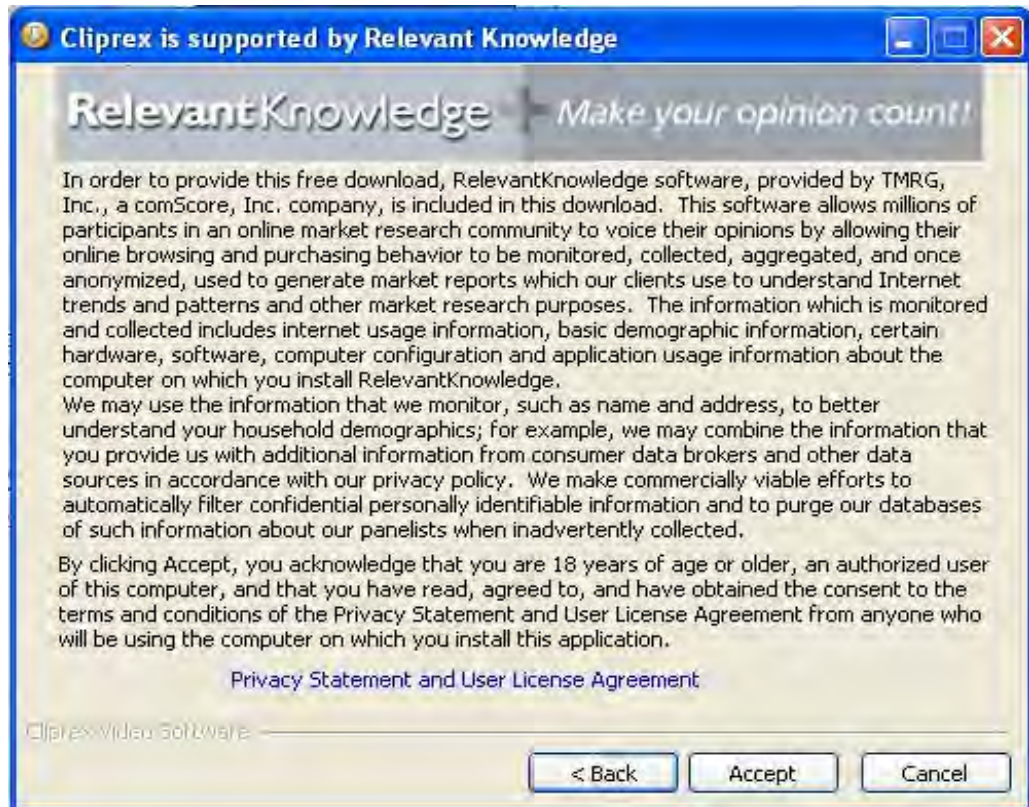 Cliprex is supported by Relevant Knowledge
RelevantKnowledge Make your opinion count!
In order to provide this free download, RelevantKnowledge software, provided by TMRG,
Inc., a comScore, Inc. company, is included in this download. This software allows millions of
participants in an online market research community to voice their opinions by allowing their
online browsing and purchasing behavior to be monitored, collected, aggregated, and once
anonymized, used to generate market reports which our clients use to understand Internet
trends and patterns and other market research purposes. The information which is monitored
and collected includes internet usage information, basic demographic information, certain
hardware, software, computer configuration and application usage information about the
computer on which you install RelevantKnowledge.
We may use the information that we monitor, such as name and address, to better
understand your household demographics; for example, we may combine the information that
you provide us with additional information from consumer data brokers and other data
sources in accordance with our privacy policy. We make commercially viable efforts to
automatically filter confidential personally identifiable information and to purge our databases
of such information about our panelists when inadvertently collected.
By clicking Accept, you acknowledge that you are 18 years of age or older, an authorized user
of this computer, and that you have read, agreed to, and have obtained the consent to the
terms and conditions of the Privacy Statement and User License Agreement from anyone who
will be using the computer on which you install this application.
Privacy Statement and User License Agreement
Cliprex Video Software
< Back Accept Cancel